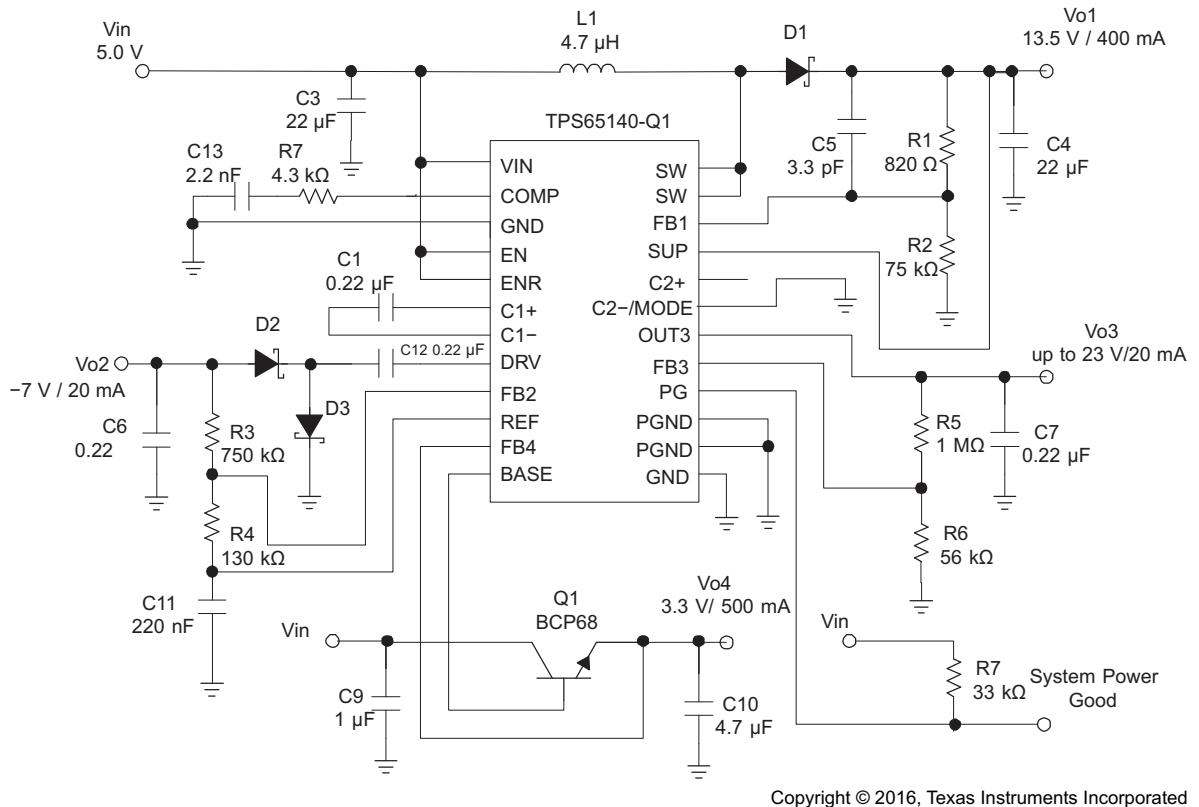 Vin
5.0 V
L1
4.7 µH
D1
Vo1
13.5 V / 400 mA
C3
22 µF
TPS65140-Q1
C5
3.3 pF
R1
820 Ω
C4
22 µF
C13
2.2 nF
R7
4.3 kΩ
VIN
COMP
GND
EN
ENR
C1+
C1−
DRV
FB2
REF
FB4
BASE
SW
SW
FB1
SUP
C2+
C2−/MODE
OUT3
FB3
PG
PGND
PGND
GND
R2
75 kΩ
C1
0.22 µF
D2
C12 0.22 µF
Vo2
−7 V / 20 mA
D3
C6
0.22
R3
750 kΩ
R4
130 kΩ
C11
220 nF
Vo3
up to 23 V/20 mA
R5
1 MΩ
C7
0.22 µF
R6
56 kΩ
Vin
Q1
BCP68
Vo4
3.3 V/ 500 mA
C9
1 µF
C10
4.7 µF
Vin
R7
33 kΩ
System Power
Good
Copyright © 2016, Texas Instruments Incorporated